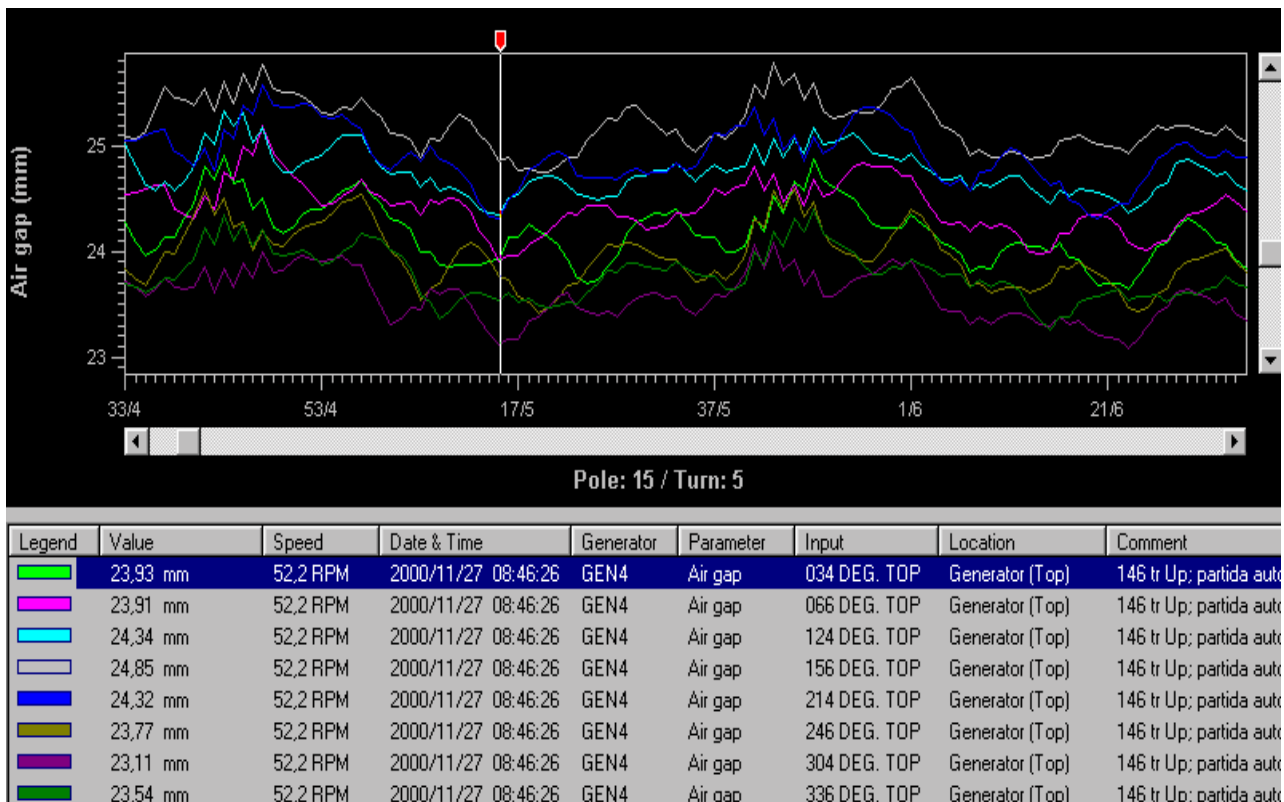 Air gap (mm)
25
24
23
33/4 53/4 17/5 37/5 1/6 21/6
Pole: 15 / Turn: 5
Legend Value Speed Date & Time Generator Parameter Input Location Comment
23,93 mm 52,2 RPM 2000/11/27 08:46:26 GEN4 Air gap 034 DEG. TOP Generator (Top) 146 tr Up; partida auto
23,91 mm 52,2 RPM 2000/11/27 08:46:26 GEN4 Air gap 066 DEG. TOP Generator (Top) 146 tr Up; partida auto
24,34 mm 52,2 RPM 2000/11/27 08:46:26 GEN4 Air gap 124 DEG. TOP Generator (Top) 146 tr Up; partida auto
24,85 mm 52,2 RPM 2000/11/27 08:46:26 GEN4 Air gap 156 DEG. TOP Generator (Top) 146 tr Up; partida auto
24,32 mm 52,2 RPM 2000/11/27 08:46:26 GEN4 Air gap 214 DEG. TOP Generator (Top) 146 tr Up; partida auto
23,77 mm 52,2 RPM 2000/11/27 08:46:26 GEN4 Air gap 246 DEG. TOP Generator (Top) 146 tr Up; partida auto
23,11 mm 52,2 RPM 2000/11/27 08:46:26 GEN4 Air gap 304 DEG. TOP Generator (Top) 146 tr Up; partida auto
23,54 mm 52,2 RPM 2000/11/27 08:46:26 GEN4 Air gap 336 DEG. TOP Generator (Top) 146 tr Up; partida auto